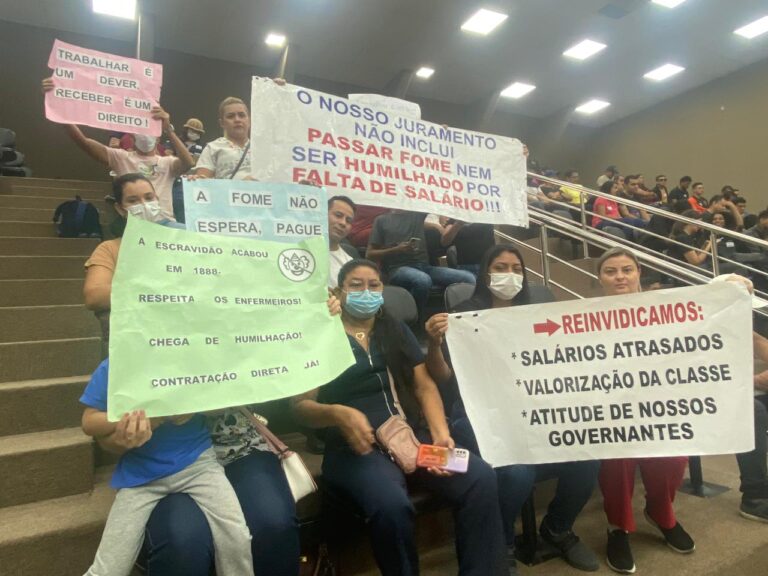 TRABALHAR É
UM DEVER,
RECEBER É UM
DIREITO!
O NOSSO JURAMENTO
NÃO INCLUI
PASSAR FOME NEM
SER HUMILHADO POR
FALTA DE SALÁRIO!!!
A FOME NÃO
ESPERA, PAGUE
A ESCRAVIDÃO ACABOU
EM 1888-
RESPEITA OS ENFERMEIROS!
CHEGA DE HUMILHAÇÃO!
CONTRATAÇÃO DIRETA JÁ!
REINVIDICAMOS:
*SALÁRIOS ATRASADOS
*VALORIZAÇÃO DA CLASSE
*ATITUDE DE NOSSOS
GOVERNANTES